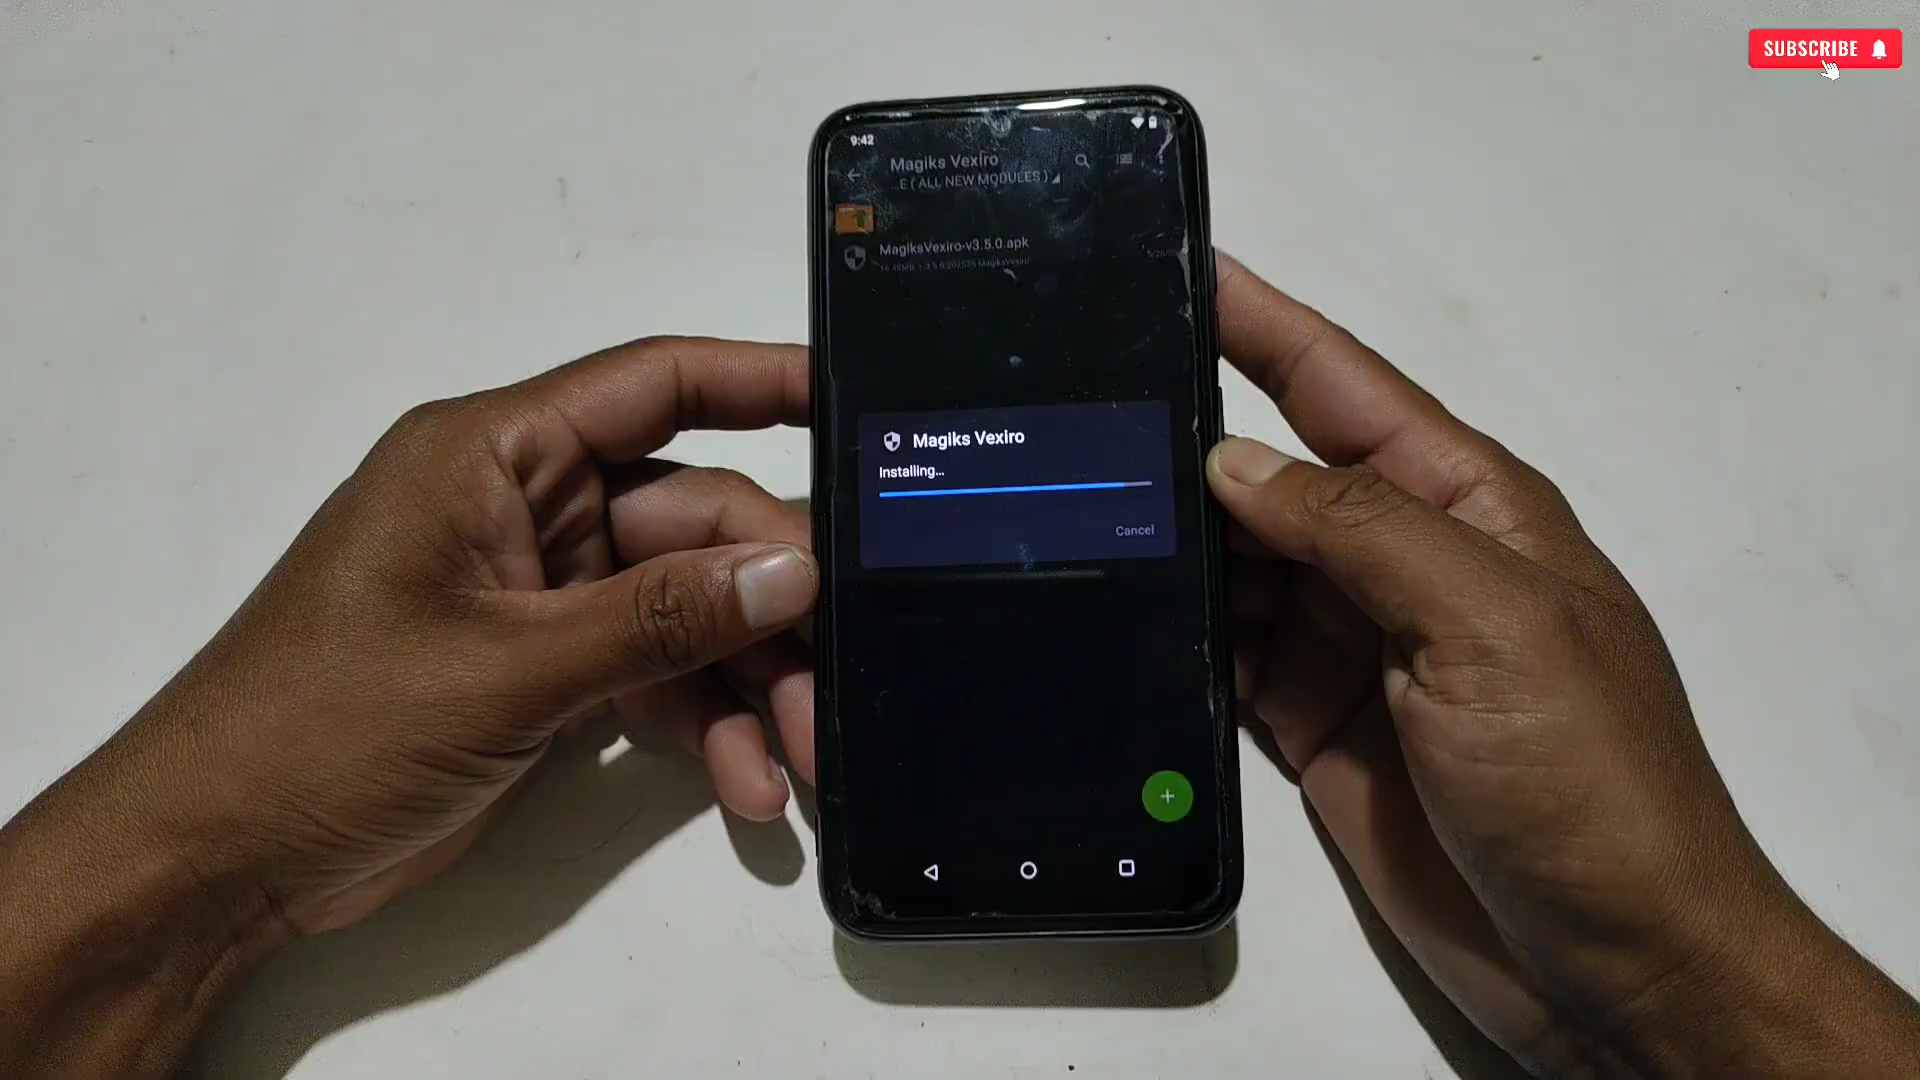 SUBSCRIBE
9:42
Magiks Vexiro
...E ( ALL NEW MODULES )
MagiksVexiro-v3.5.0.apk
Magiks Vexiro
Installing...
Cancel